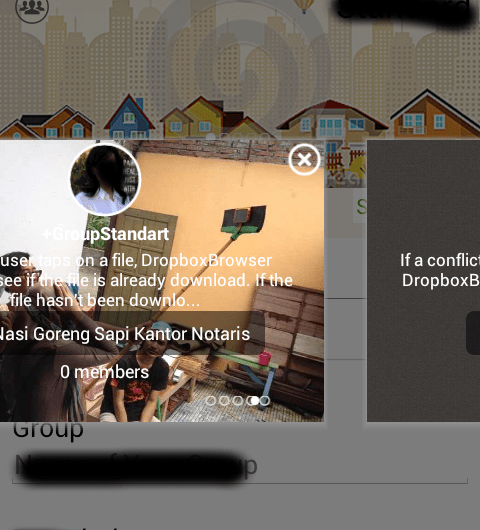 +GroupStandart
user taps on a file, DropboxBrowser
see if the file is already download. If the
file hasn't been downlo...
Nasi Goreng Sapi Kantor Notaris
0 members
If a conflict
DropboxB
Group